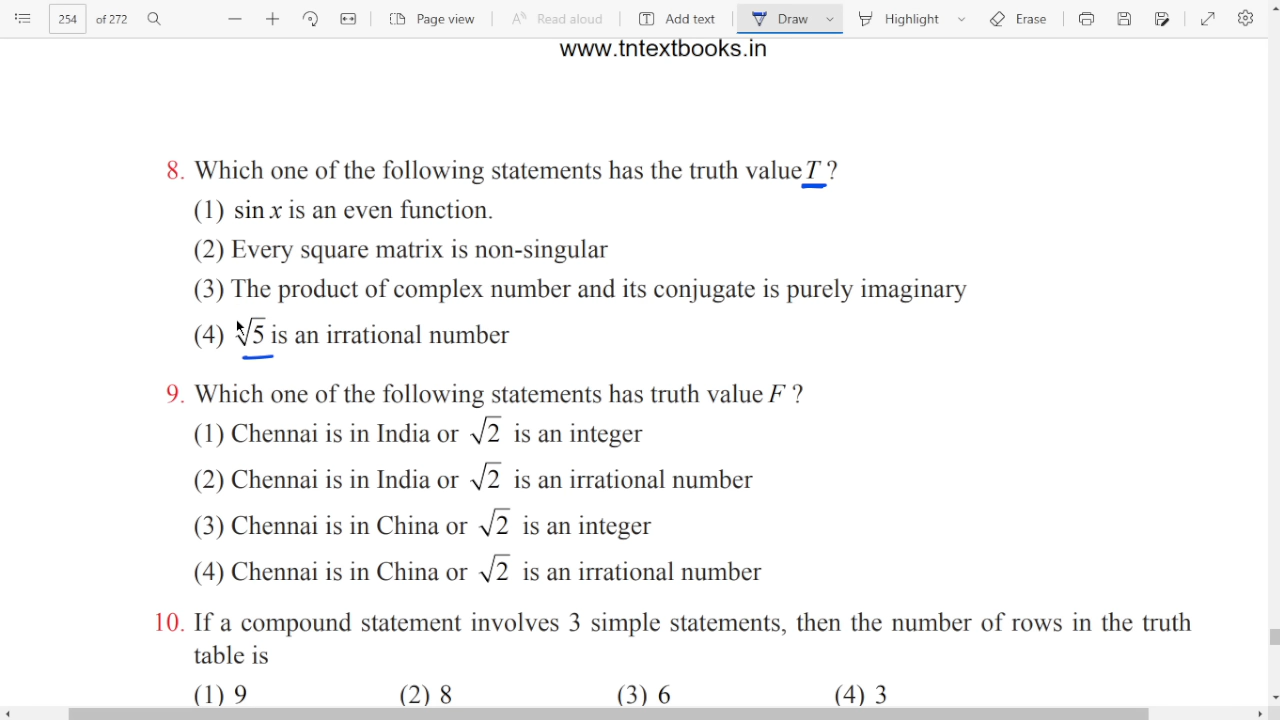 254 of 272 Page view Read aloud Add text Draw Highlight Erase
www.tntextbooks.in
8. Which one of the following statements has the truth value T ?
(1) sin x is an even function.
(2) Every square matrix is non-singular
(3) The product of complex number and its conjugate is purely imaginary
(4) √5 is an irrational number
9. Which one of the following statements has truth value F ?
(1) Chennai is in India or √2 is an integer
(2) Chennai is in India or √2 is an irrational number
(3) Chennai is in China or √2 is an integer
(4) Chennai is in China or √2 is an irrational number
10. If a compound statement involves 3 simple statements, then the number of rows in the truth
table is
(1) 9 (2) 8 (3) 6 (4) 3